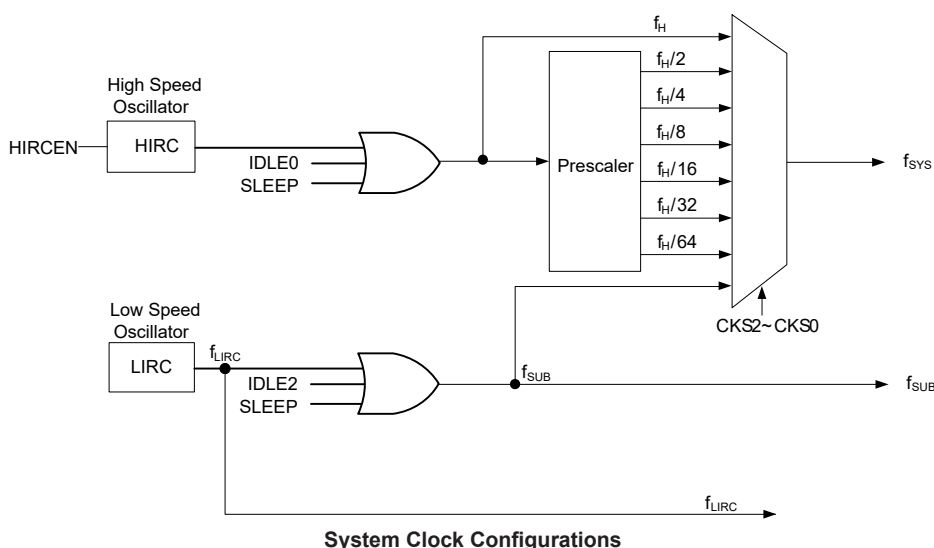 High Speed
Oscillator
HIRCEN
HIRC
IDLE0
SLEEP
Prescaler
f_H
f_H/2
f_H/4
f_H/8
f_H/16
f_H/32
f_H/64
f_SYS
CKS2~CKS0
Low Speed
Oscillator
LIRC
f_LIRC
IDLE2
SLEEP
f_SUB
f_SUB
f_LIRC
System Clock Configurations